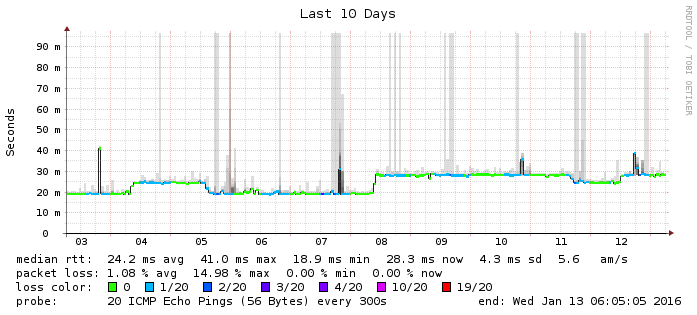 Last 10 Days
RRDTOOL / TOBI OETIKER
Seconds
90 m
80 m
70 m
60 m
50 m
40 m
30 m
20 m
10 m
0
03 04 05 06 07 08 09 10 11 12
median rtt: 24.2 ms avg 41.0 ms max 18.9 ms min 28.3 ms now 4.3 ms sd 5.6 am/s
packet loss: 1.08 % avg 14.98 % max 0.00 % min 0.00 % now
loss color: 0 1/20 2/20 3/20 4/20 10/20 19/20
probe: 20 ICMP Echo Pings (56 Bytes) every 300s end: Wed Jan 13 06:05:05 2016